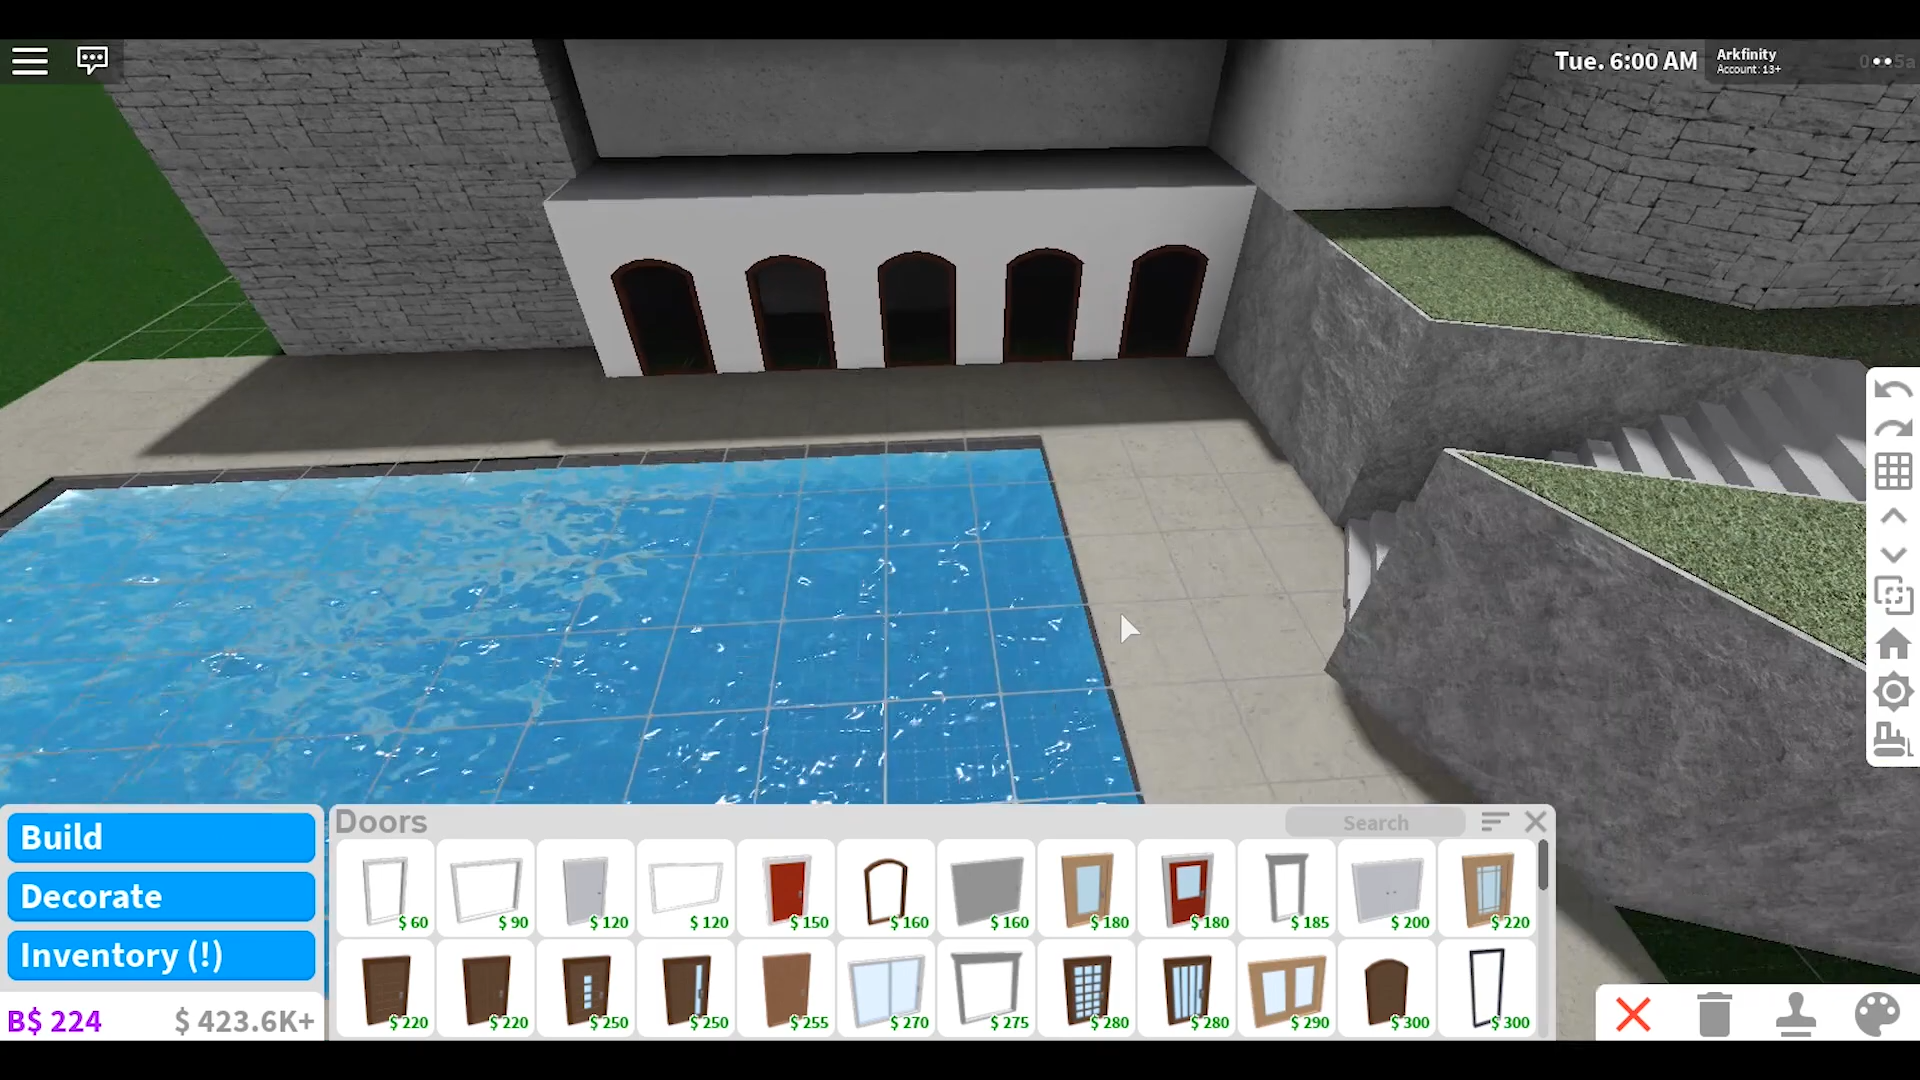 Tue. 6:00 AM
Arkfinity
Account: 13+
Build
Decorate
Inventory (!)
B$ 224
$ 423.6K+
Doors
Search
$ 60
$ 90
$ 120
$ 120
$ 150
$ 160
$ 160
$ 180
$ 180
$ 185
$ 200
$ 220
$ 220
$ 220
$ 250
$ 250
$ 255
$ 270
$ 275
$ 280
$ 280
$ 290
$ 300
$ 300